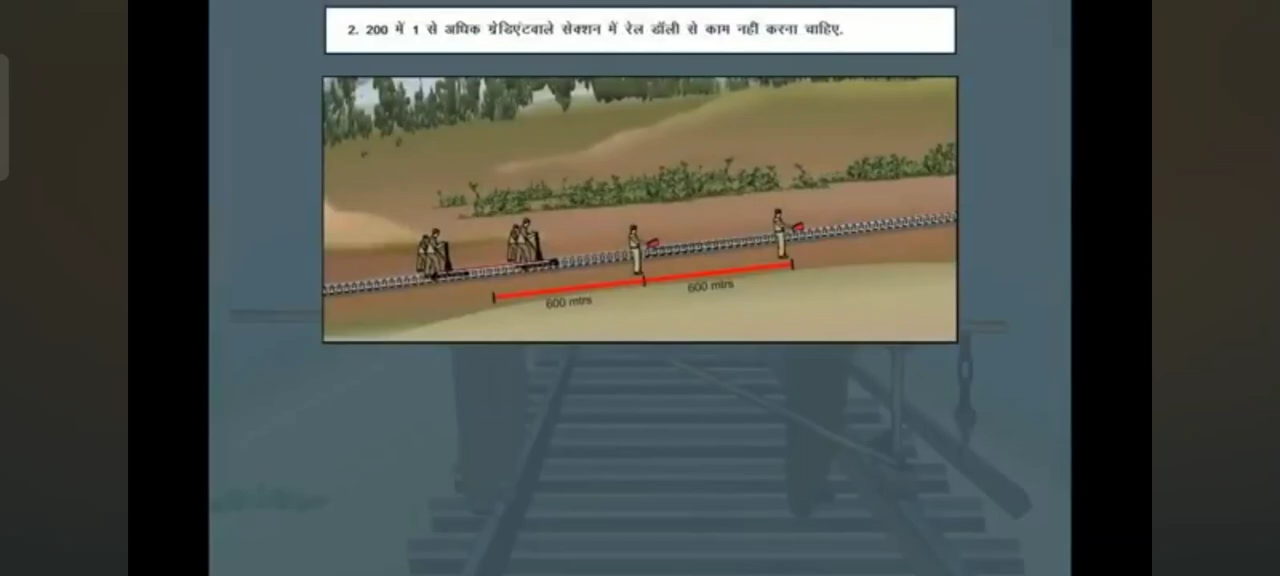 2. 200 में 1 से अधिक ग्रेडिएंटवाले सेक्शन में रेल डॉली से काम नहीं करना चाहिए.
600 mtrs
600 mtrs